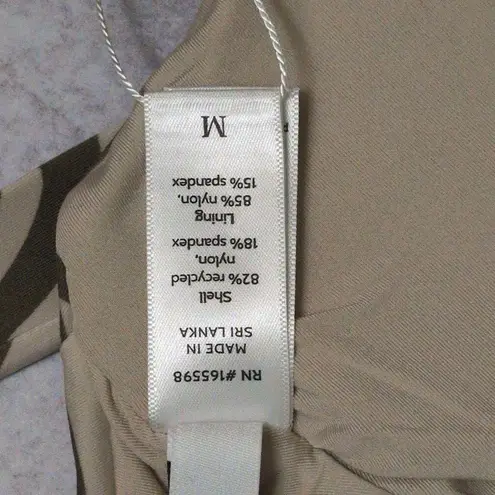 RN #165598
MADE IN
SRI LANKA
Shell
82% recycled
nylon,
18% spandex
Lining
85% nylon,
15% spandex
M